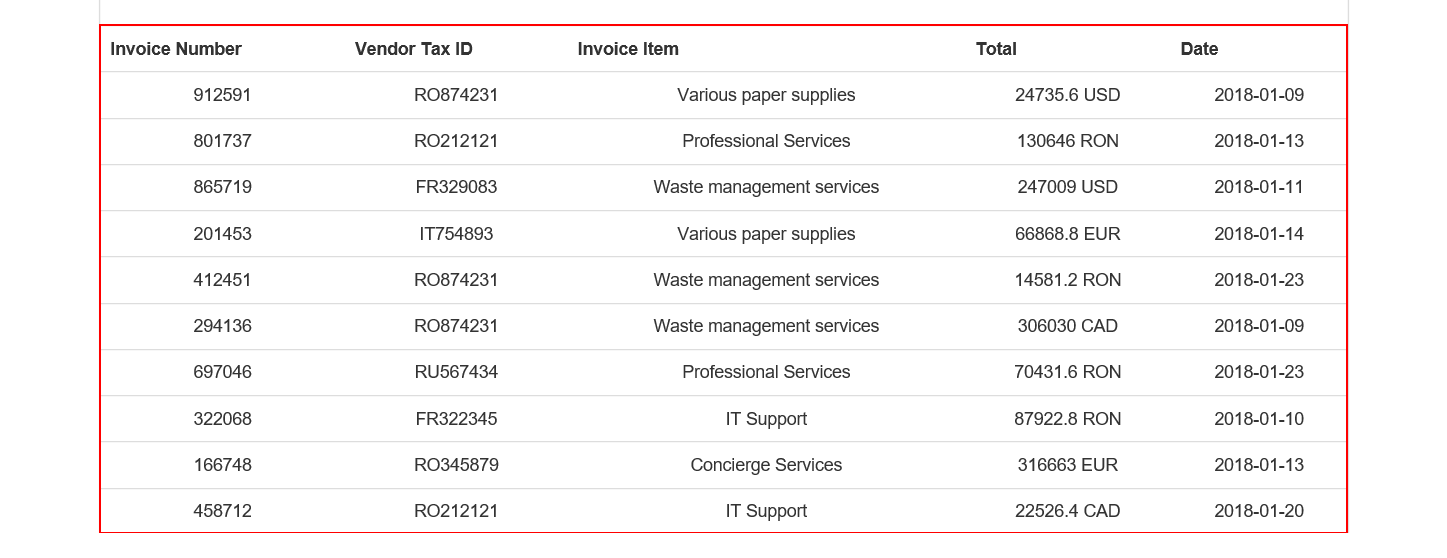 Invoice Number Vendor Tax ID Invoice Item Total Date
912591 RO874231 Various paper supplies 24735.6 USD 2018-01-09
801737 RO212121 Professional Services 130646 RON 2018-01-13
865719 FR329083 Waste management services 247009 USD 2018-01-11
201453 IT754893 Various paper supplies 66868.8 EUR 2018-01-14
412451 RO874231 Waste management services 14581.2 RON 2018-01-23
294136 RO874231 Waste management services 306030 CAD 2018-01-09
697046 RU567434 Professional Services 70431.6 RON 2018-01-23
322068 FR322345 IT Support 87922.8 RON 2018-01-10
166748 RO345879 Concierge Services 316663 EUR 2018-01-13
458712 RO212121 IT Support 22526.4 CAD 2018-01-20